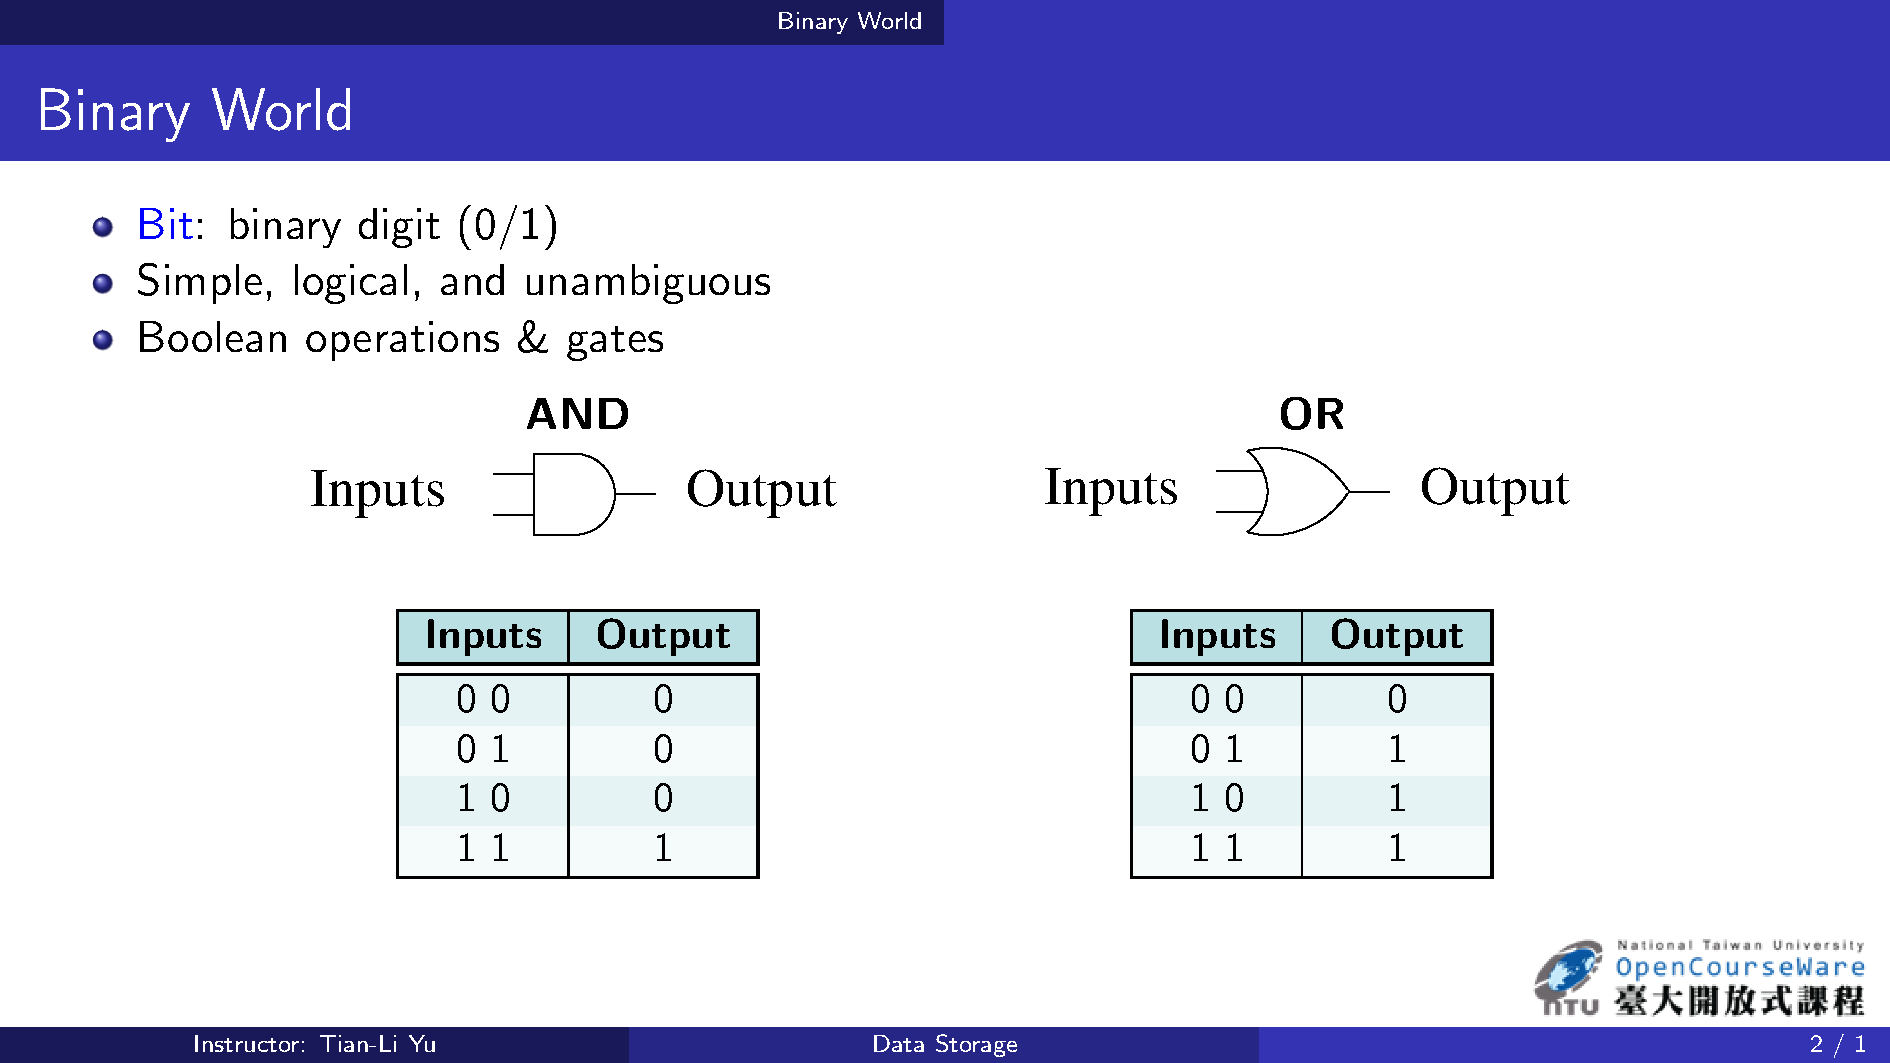 Binary World
Binary World
Bit: binary digit (0/1)
Simple, logical, and unambiguous
Boolean operations & gates
AND
Inputs
Output
Inputs Output
0 0 0
0 1 0
1 0 0
1 1 1
OR
Inputs
Output
Inputs Output
0 0 0
0 1 1
1 0 1
1 1 1
National Taiwan University
OpenCourseWare
NTU 臺大開放式課程
Instructor: Tian-Li Yu
Data Storage
2 / 1